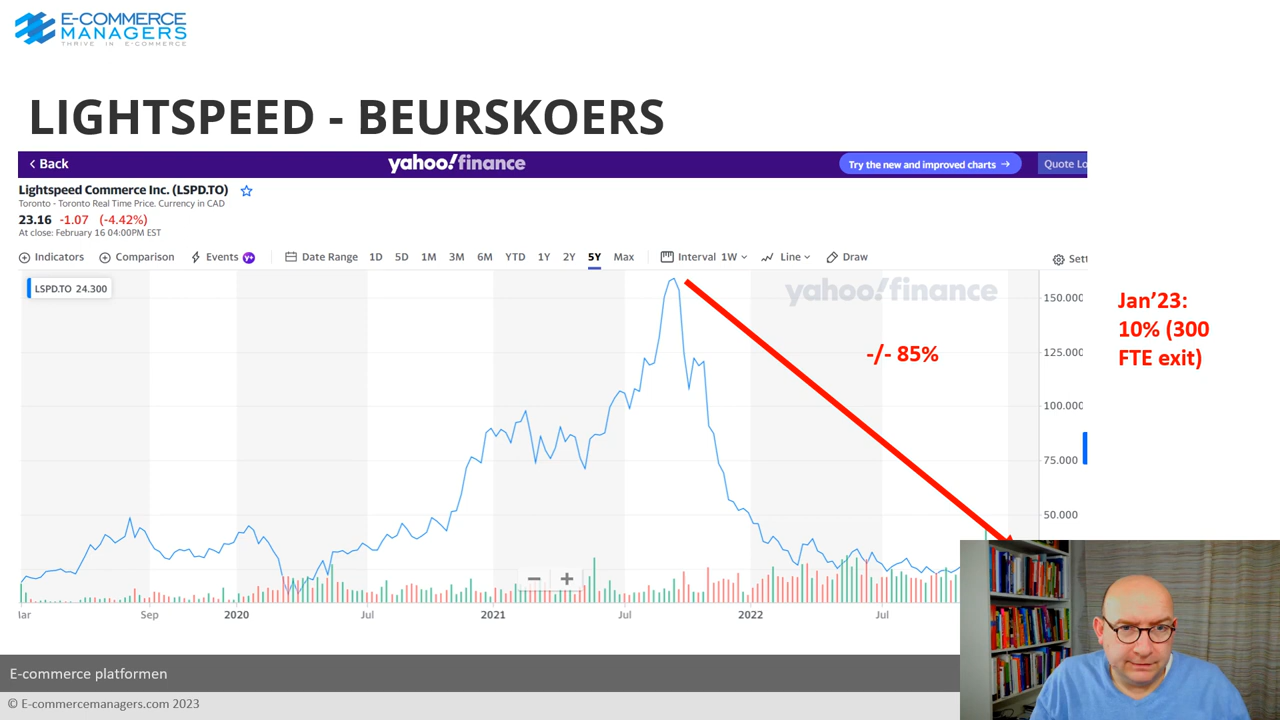 E-COMMERCE
MANAGERS
THRIVE IN E-COMMERCE
LIGHTSPEED - BEURSKOERS
Back
yahoo!finance
Try the new and improved charts →
Quote Lo
Lightspeed Commerce Inc. (LSPD.TO)
Toronto - Toronto Real Time Price. Currency in CAD
23.16 -1.07 (-4.42%)
At close: February 16 04:00PM EST
Indicators Comparison Events Y+ Date Range 1D 5D 1M 3M 6M YTD 1Y 2Y 5Y Max Interval 1W Line Draw Sett
LSPD.TO 24.300
yahoo!finance
150.000
125.000
100.000
75.000
50.000
-/- 85%
Jan’23:
10% (300
FTE exit)
− +
Mar Sep 2020 Jul 2021 Jul 2022 Jul
E-commerce platformen
© E-commercemanagers.com 2023